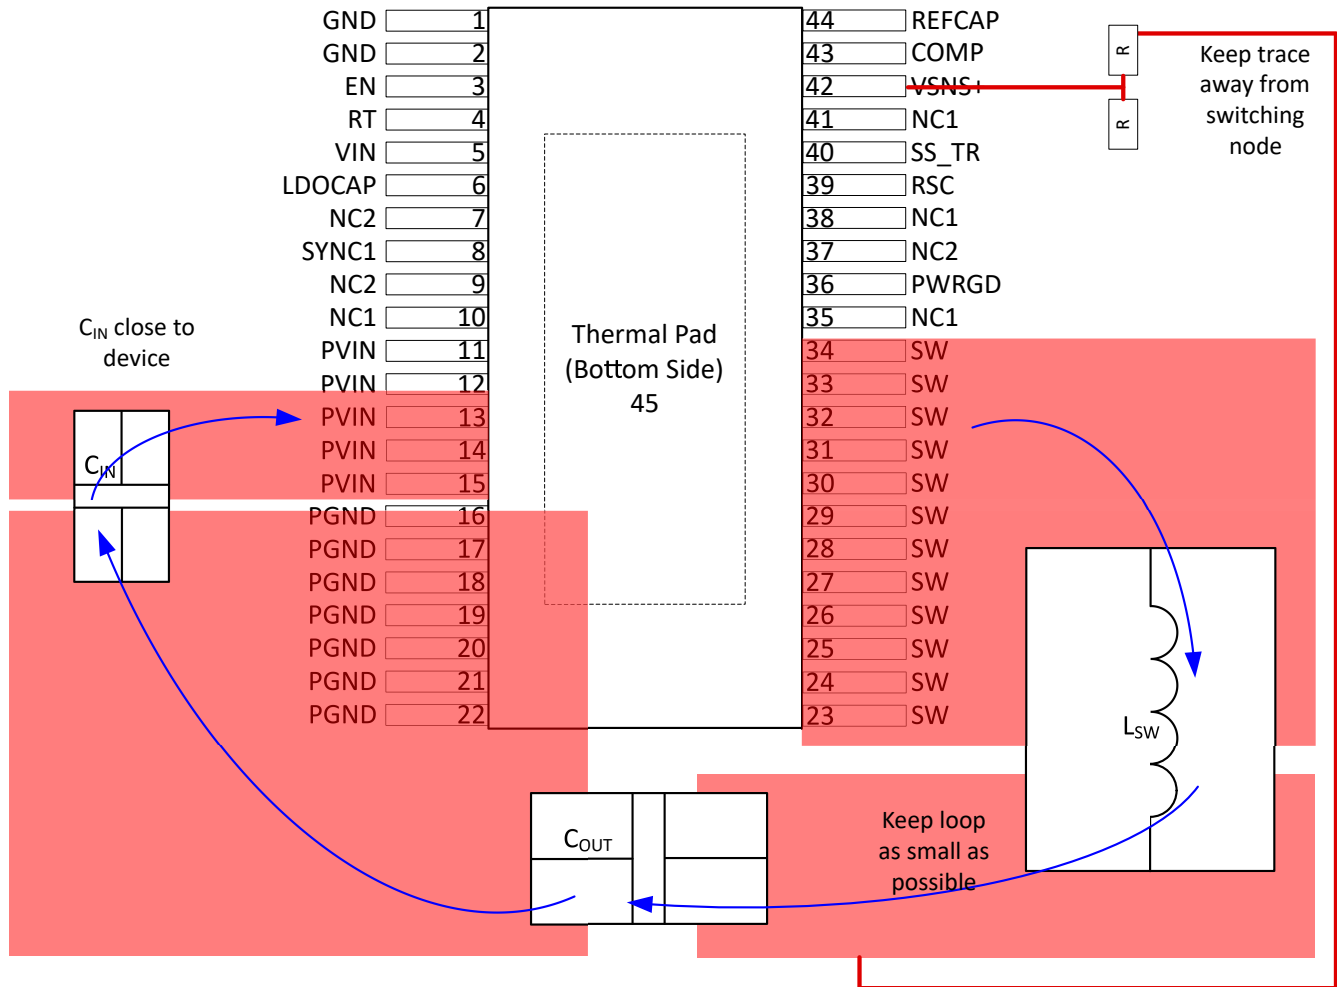 GND 1
GND 2
EN 3
RT 4
VIN 5
LDOCAP 6
NC2 7
SYNC1 8
NC2 9
NC1 10
PVIN 11
PVIN 12
PVIN 13
PVIN 14
PVIN 15
PGND 16
PGND 17
PGND 18
PGND 19
PGND 20
PGND 21
PGND 22
44 REFCAP
43 COMP
42 VSNS+
41 NC1
40 SS_TR
39 RSC
38 NC1
37 NC2
36 PWRGD
35 NC1
34 SW
33 SW
32 SW
31 SW
30 SW
29 SW
28 SW
27 SW
26 SW
25 SW
24 SW
23 SW
Thermal Pad
(Bottom Side)
45
R
R
Keep trace
away from
switching
node
CIN close to
device
CIN
LSW
COUT
Keep loop
as small as
possible